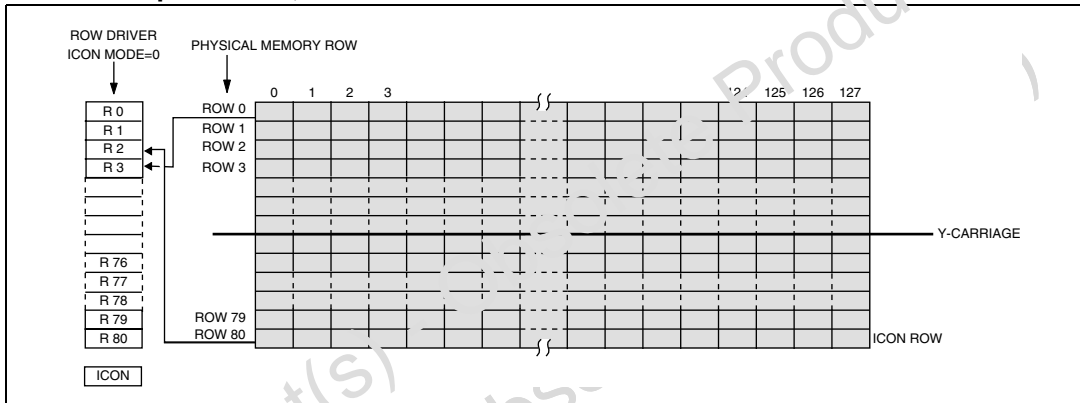 ROW DRIVER
ICON MODE=0
PHYSICAL MEMORY ROW
0 1 2 3 125 126 127
R 0
R 1
R 2
R 3
R 76
R 77
R 78
R 79
R 80
ICON
ROW 0
ROW 1
ROW 2
ROW 3
ROW 79
ROW 80
Y-CARRIAGE
ICON ROW